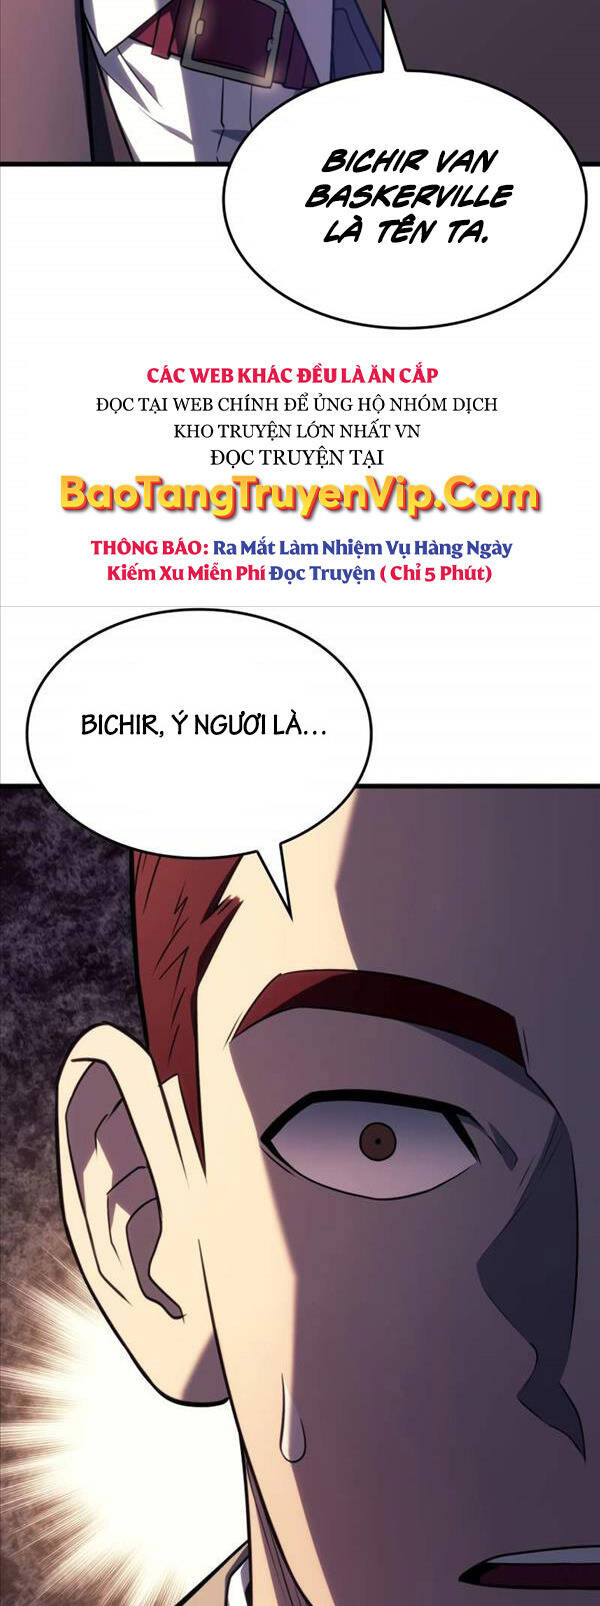 BICHIR VAN
BASKERVILLE
LÀ TÊN TA.
CÁC WEB KHÁC ĐỀU LÀ ĂN CẮP
ĐỌC TẠI WEB CHÍNH ĐỂ ỦNG HỘ NHÓM DỊCH
KHO TRUYỆN LỚN NHẤT VN
ĐỌC TRUYỆN TẠI
BaoTangTruyenVip.Com
THÔNG BÁO: Ra Mắt Làm Nhiệm Vụ Hàng Ngày
Kiếm Xu Miễn Phí Đọc Truyện ( Chỉ 5 Phút)
BICHIR, Ý NGƯƠI LÀ...